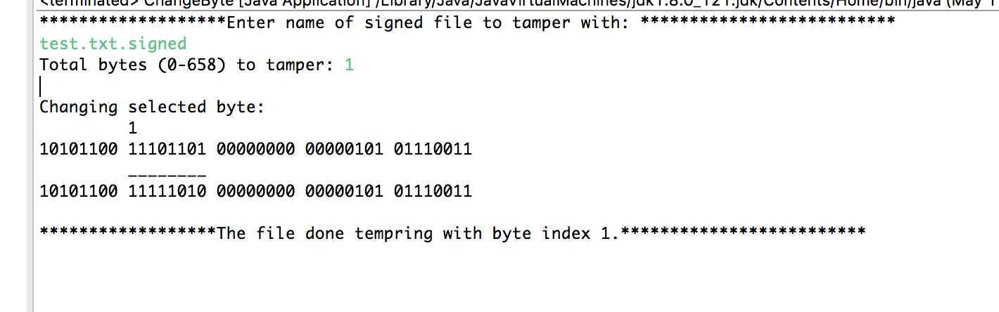 <terminated> ChangeByte [Java Application] /Library/Java/JavaVirtualMachines/jdk1.8.0_121.jdk/Contents/Home/bin/java (May 1
*******************Enter name of signed file to tamper with: **************************
test.txt.signed
Total bytes (0-658) to tamper: 1
Changing selected byte:
1
10101100 11101101 00000000 00000101 01110011
________
10101100 11111010 00000000 00000101 01110011
******************The file done tempring with byte index 1.*************************